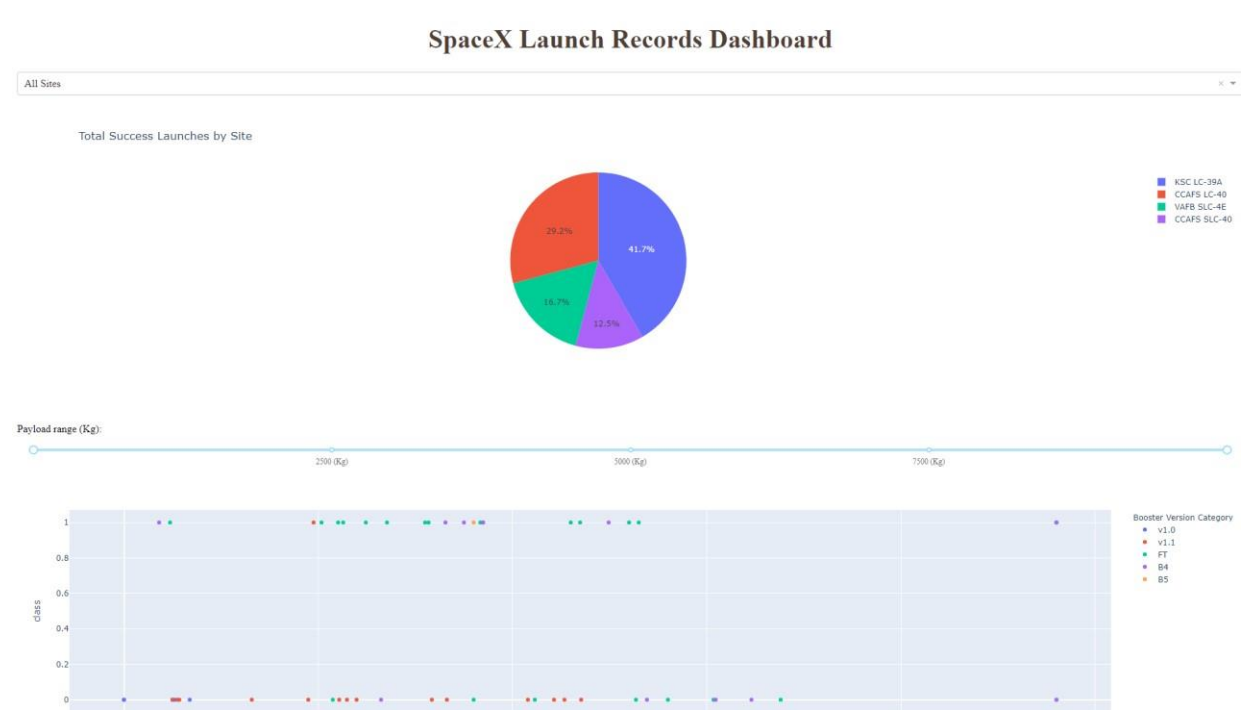 SpaceX Launch Records Dashboard
All Sites
Total Success Launches by Site
KSC LC-39A
CCAFS LC-40
VAFB SLC-4E
CCAFS SLC-40
29.2%
41.7%
16.7%
12.5%
Payload range (Kg):
2500 (Kg)
5000 (Kg)
7500 (Kg)
Booster Version Category
v1.0
v1.1
FT
B4
B5
class
1
0.8
0.6
0.4
0.2
0